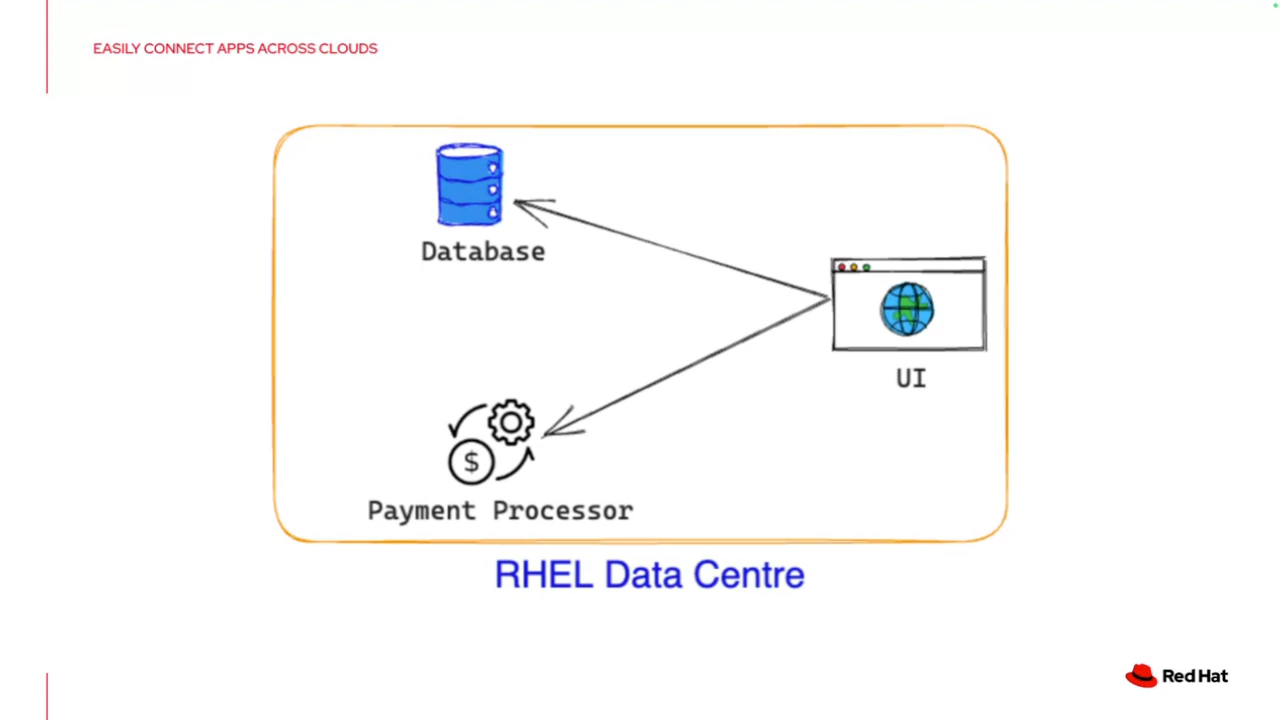 EASILY CONNECT APPS ACROSS CLOUDS
Database
UI
$
Payment Processor
RHEL Data Centre
Red Hat